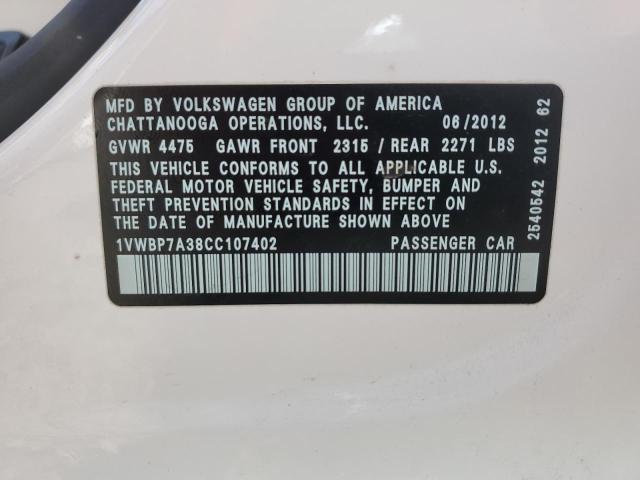 MFD BY VOLKSWAGEN GROUP OF AMERICA
CHATTANOOGA OPERATIONS, LLC. 06/2012
GVWR 4475 GAWR FRONT 2315 / REAR 2271 LBS
THIS VEHICLE CONFORMS TO ALL APPLICABLE U.S.
FEDERAL MOTOR VEHICLE SAFETY, BUMPER AND
THEFT PREVENTION STANDARDS IN EFFECT ON
THE DATE OF MANUFACTURE SHOWN ABOVE
1VWBP7A38CC107402 PASSENGER CAR
2540542 2012 62